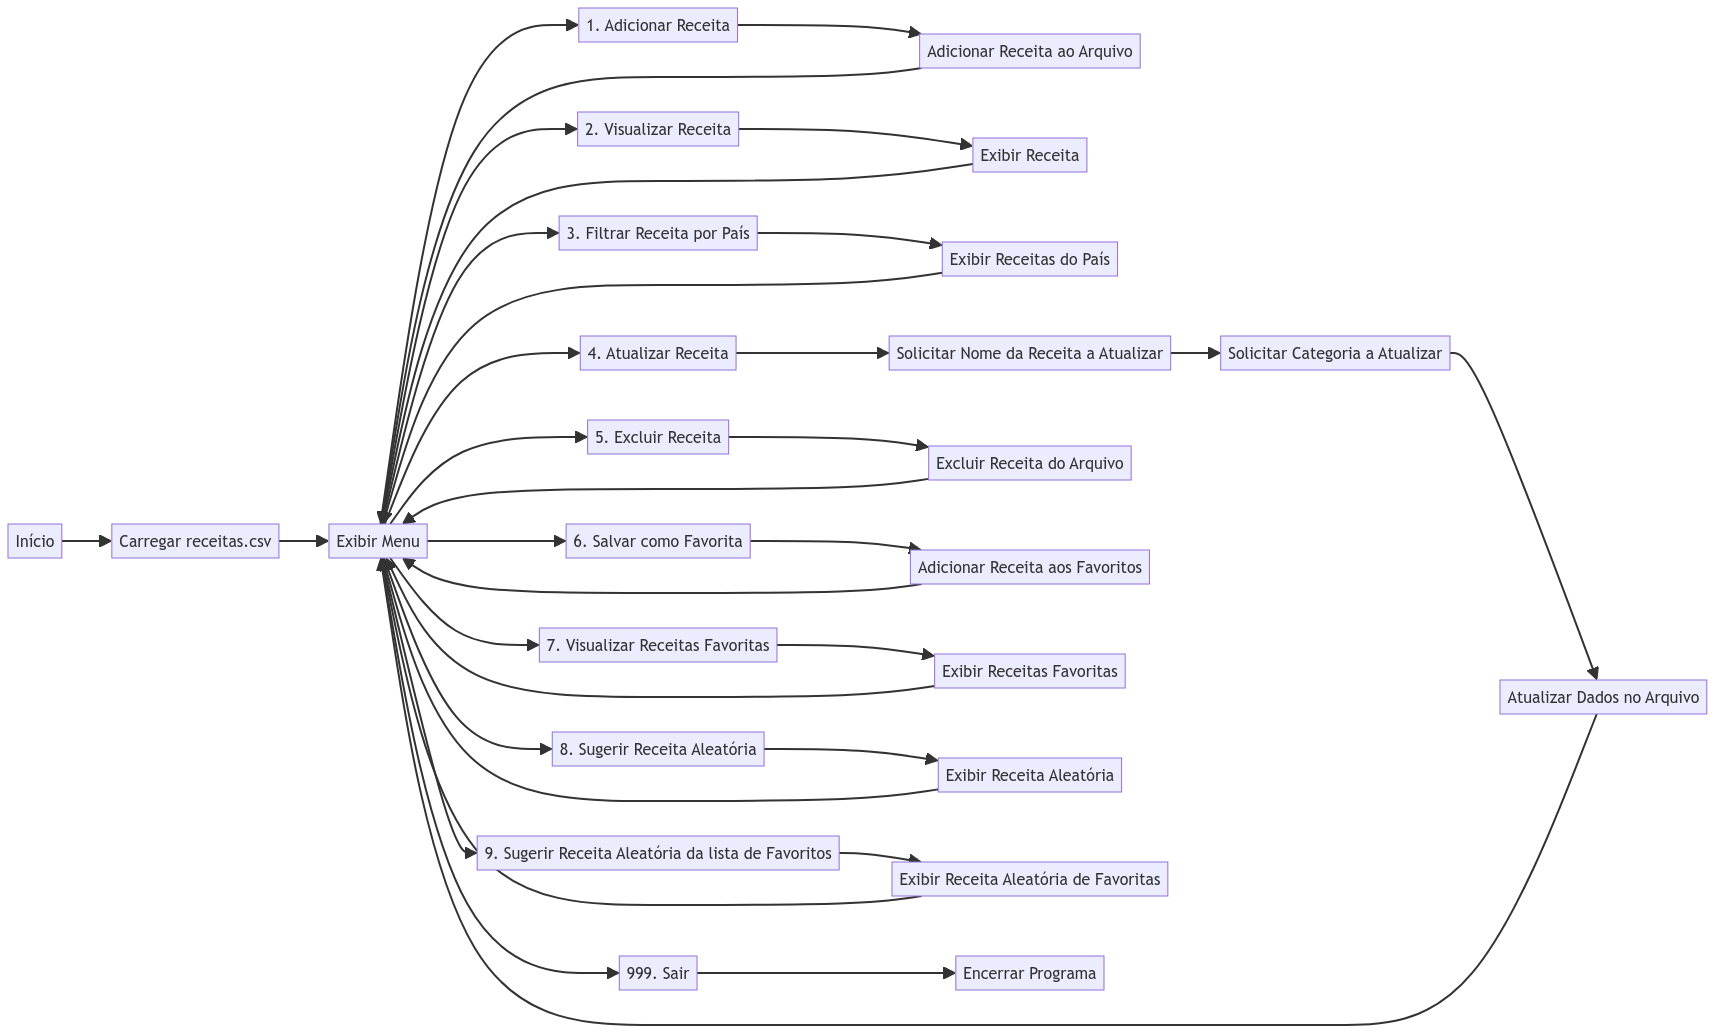 1. Adicionar Receita
Adicionar Receita ao Arquivo
2. Visualizar Receita
Exibir Receita
3. Filtrar Receita por País
Exibir Receitas do País
4. Atualizar Receita
Solicitar Nome da Receita a Atualizar
Solicitar Categoria a Atualizar
5. Excluir Receita
Excluir Receita do Arquivo
Início
Carregar receitas.csv
Exibir Menu
6. Salvar como Favorita
Adicionar Receita aos Favoritos
7. Visualizar Receitas Favoritas
Exibir Receitas Favoritas
Atualizar Dados no Arquivo
8. Sugerir Receita Aleatória
Exibir Receita Aleatória
9. Sugerir Receita Aleatória da lista de Favoritos
Exibir Receita Aleatória de Favoritas
999. Sair
Encerrar Programa